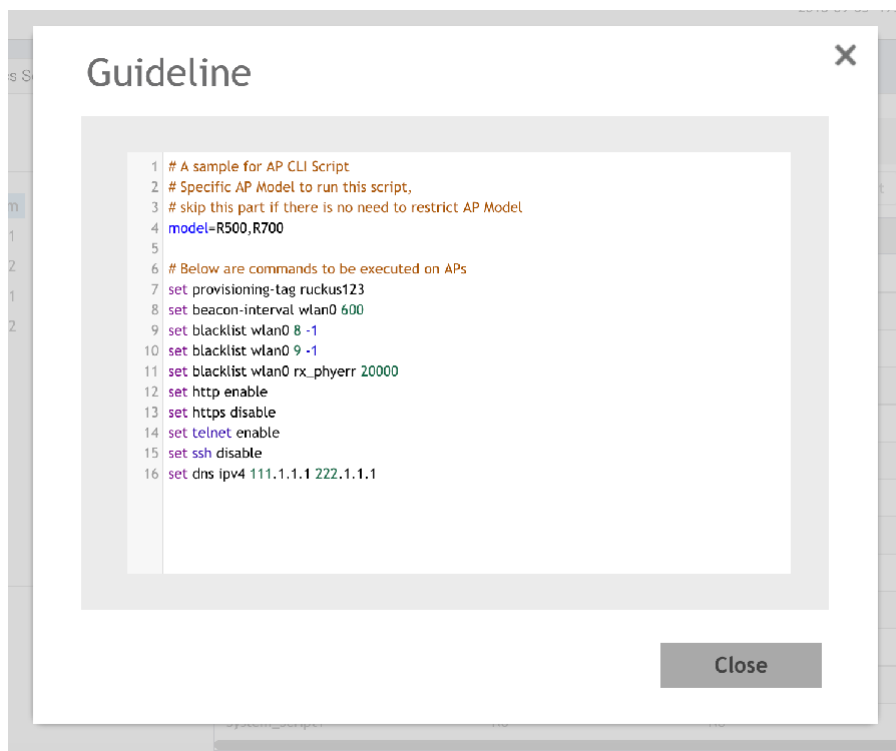 Guideline
1 # A sample for AP CLI Script
2 # Specific AP Model to run this script,
3 # skip this part if there is no need to restrict AP Model
4 model=R500,R700
5
6 # Below are commands to be executed on APs
7 set provisioning-tag ruckus123
8 set beacon-interval wlan0 600
9 set blacklist wlan0 8 -1
10 set blacklist wlan0 9 -1
11 set blacklist wlan0 rx_phyerr 20000
12 set http enable
13 set https disable
14 set telnet enable
15 set ssh disable
16 set dns ipv4 111.1.1.1 222.1.1.1
Close